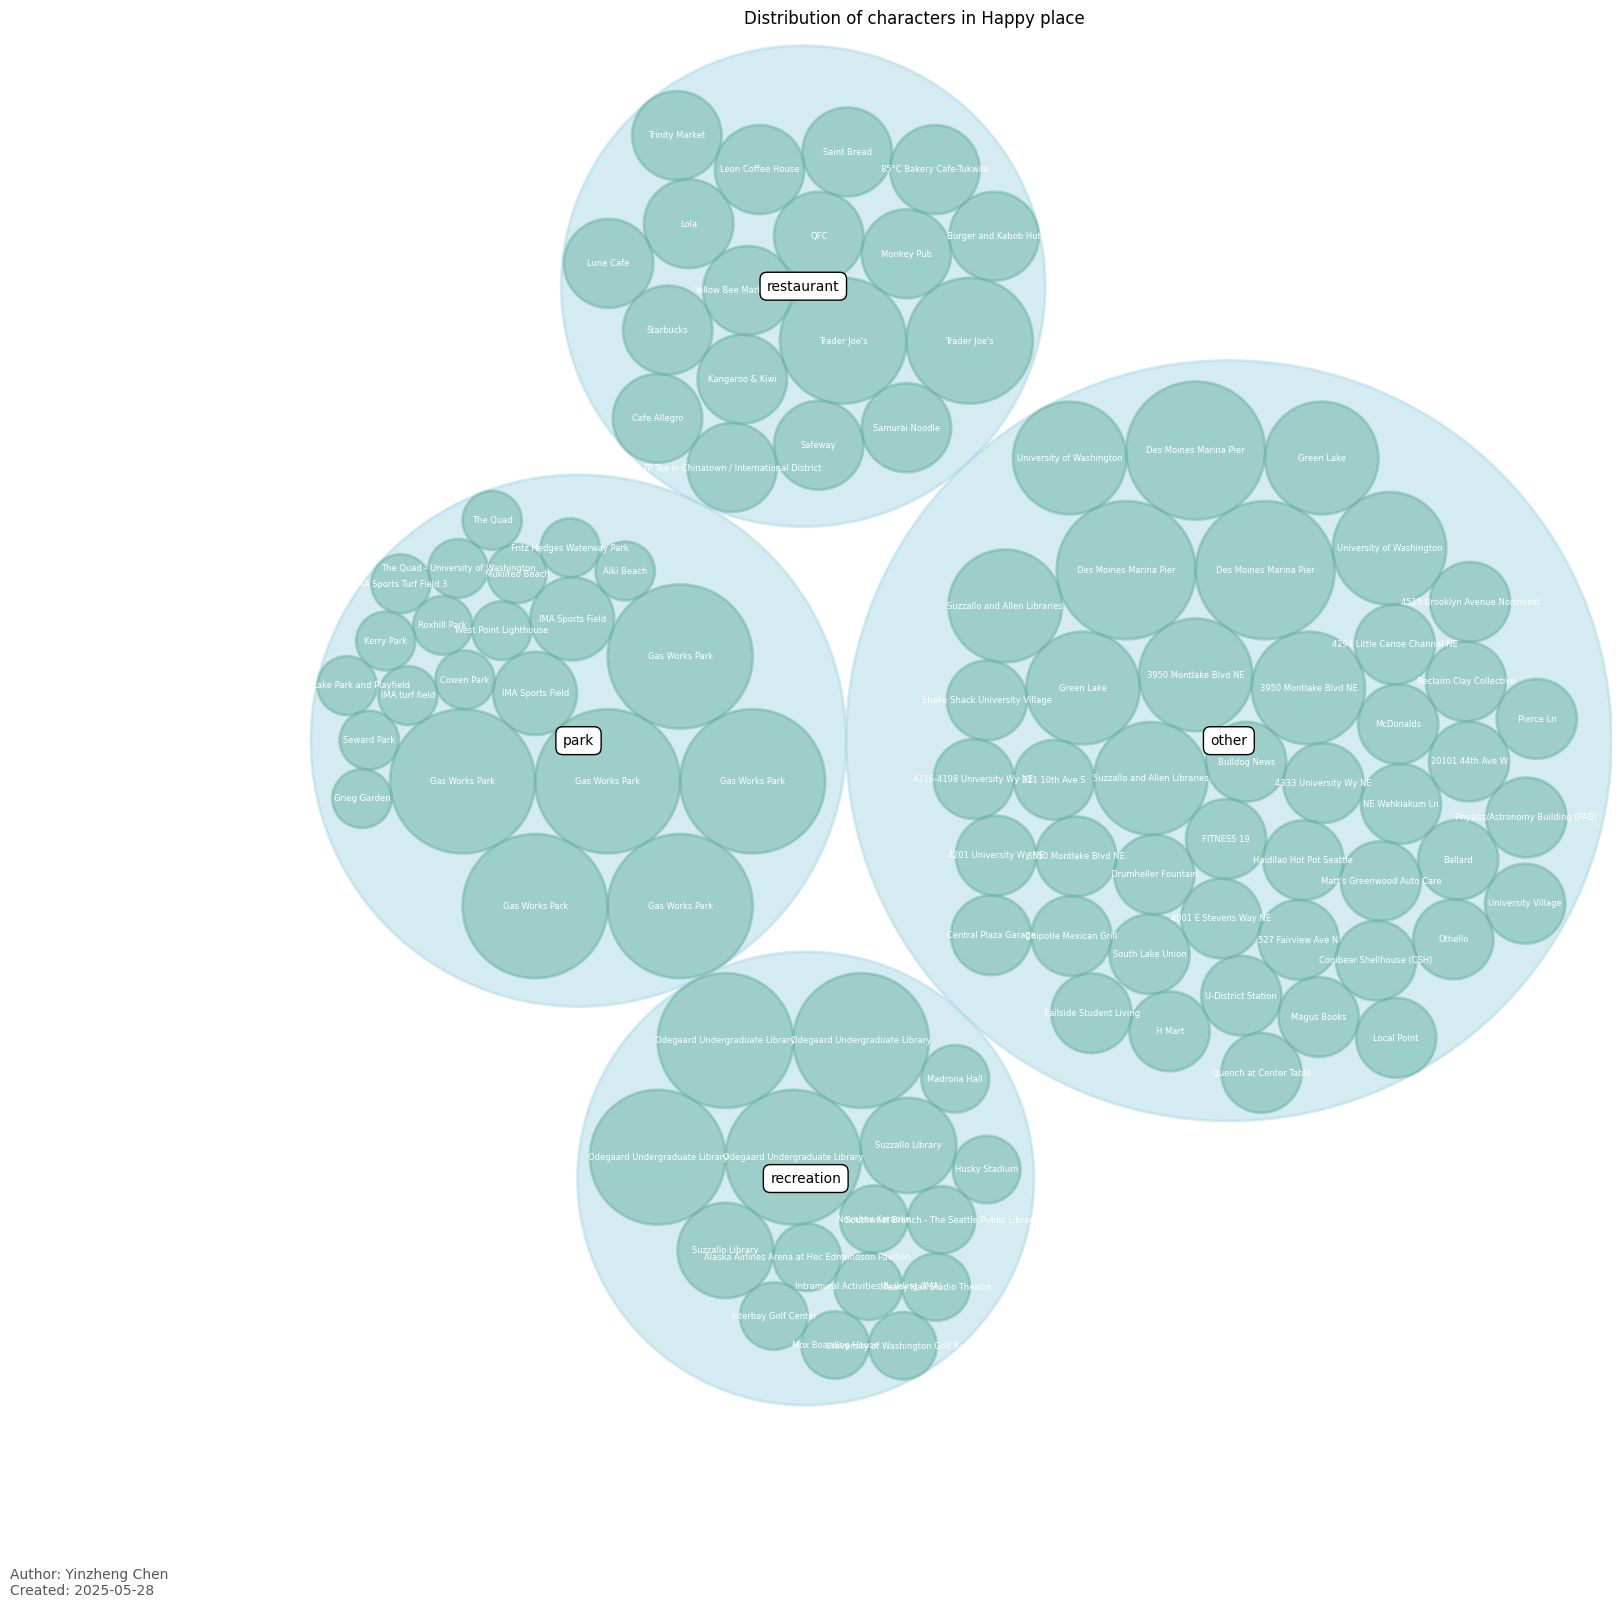 Distribution of characters in Happy place
Trinity Market
Leon Coffee House
Saint Bread
85°C Bakery Cafe-Tukwila
Lola
QFC
Burger and Kabob Hut
Monkey Pub
Lune Cafe
Yellow Bee
restaurant
Starbucks
Trader Joe's
Trader Joe's
Kangaroo & Kiwi
Cafe Allegro
Samurai Noodle
Safeway
TP Tea in Chinatown / International District
The Quad
Fritz Hedges Waterway Park
The Quad - University of Washington
Mukilteo Beach
Alki Beach
IMA Sports Turf Field 3
IMA Sports Field
Roxhill Park
West Point Lighthouse
Kerry Park
Gas Works Park
Cowen Park
Lake Park and Playfield
IMA turf field
IMA Sports Field
Seward Park
park
Gas Works Park
Gas Works Park
Gas Works Park
Grieg Garden
Gas Works Park
Gas Works Park
University of Washington
Des Moines Marina Pier
Green Lake
University of Washington
Des Moines Marina Pier
Des Moines Marina Pier
Suzzallo and Allen Libraries
4515 Brooklyn Avenue Northeast
4294 Little Canoe Channel NE
3950 Montlake Blvd NE
Green Lake
3950 Montlake Blvd NE
Reclaim Clay Collective
Shake Shack University Village
McDonalds
Pierce Ln
other
Bulldog News
20101 44th Ave W
4116-4198 University Wy NE
221 10th Ave S
Suzzallo and Allen Libraries
4333 University Wy NE
NE Wahkiakum Ln
Physics/Astronomy Building (PAB)
FITNESS 19
4201 University Wy NE
Montlake Blvd NE
Haidilao Hot Pot Seattle
Ballard
Drumheller Fountain
Matt's Greenwood Auto Care
University Village
4001 E Stevens Way NE
Central Plaza Garage
Chipotle Mexican Grill
527 Fairview Ave N
Othello
South Lake Union
Conibear Shellhouse (CSH)
U-District Station
Trailside Student Living
Magus Books
H Mart
Local Point
Quench at Center Table
Odegaard Undergraduate Library
Odegaard Undergraduate Library
Madrona Hall
Suzzallo Library
Odegaard Undergraduate Library
Odegaard Undergraduate Library
Husky Stadium
recreation
Novabox Karaoke
Southwest Branch - The Seattle Public Library
Suzzallo Library
Alaska Airlines Arena at Hec Edmundson Pavilion
Intramural Activities Building (IMA)
Meany Hall Studio Theatre
Interbay Golf Center
Mox Boarding House
University of Washington Golf
Author: Yinzheng Chen
Created: 2025-05-28